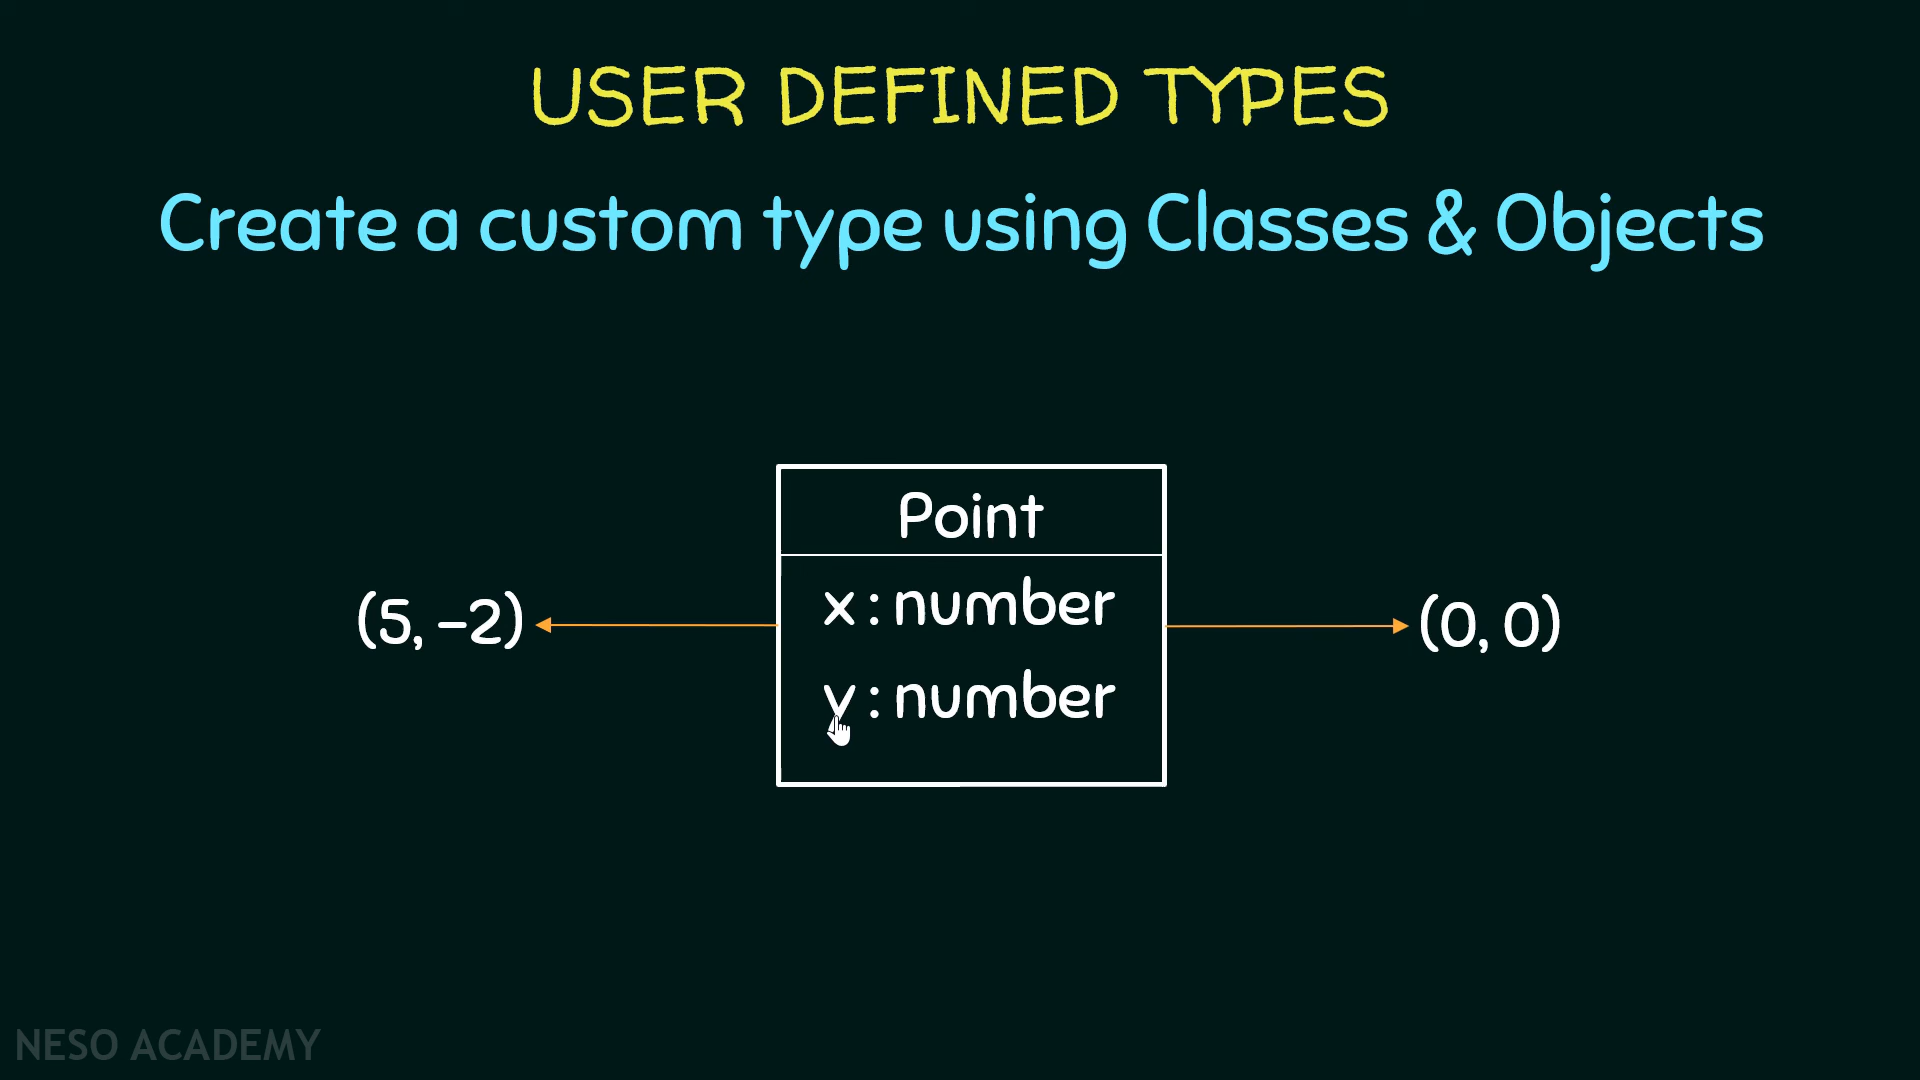 USER DEFINED TYPES
Create a custom type using Classes & Objects
Point
x : number
(5, -2)
(0, 0)
y : number
NESO ACADEMY